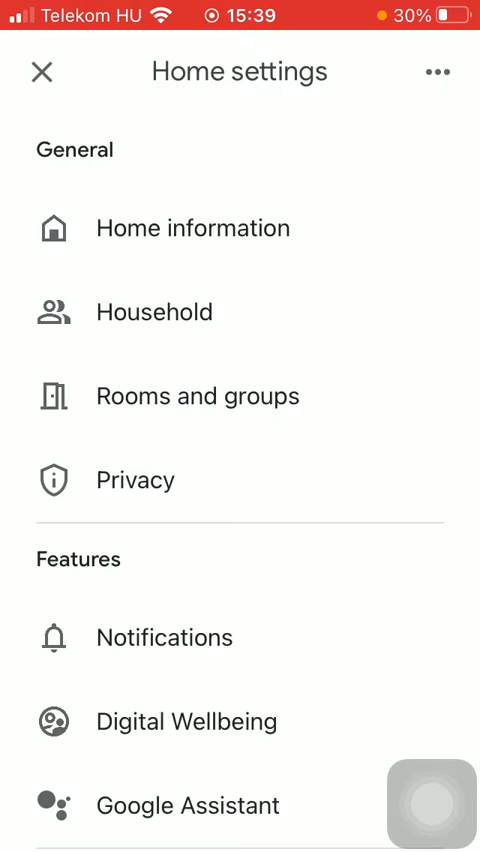 Telekom HU 15:39 30%
Home settings
General
Home information
Household
Rooms and groups
Privacy
Features
Notifications
Digital Wellbeing
Google Assistant